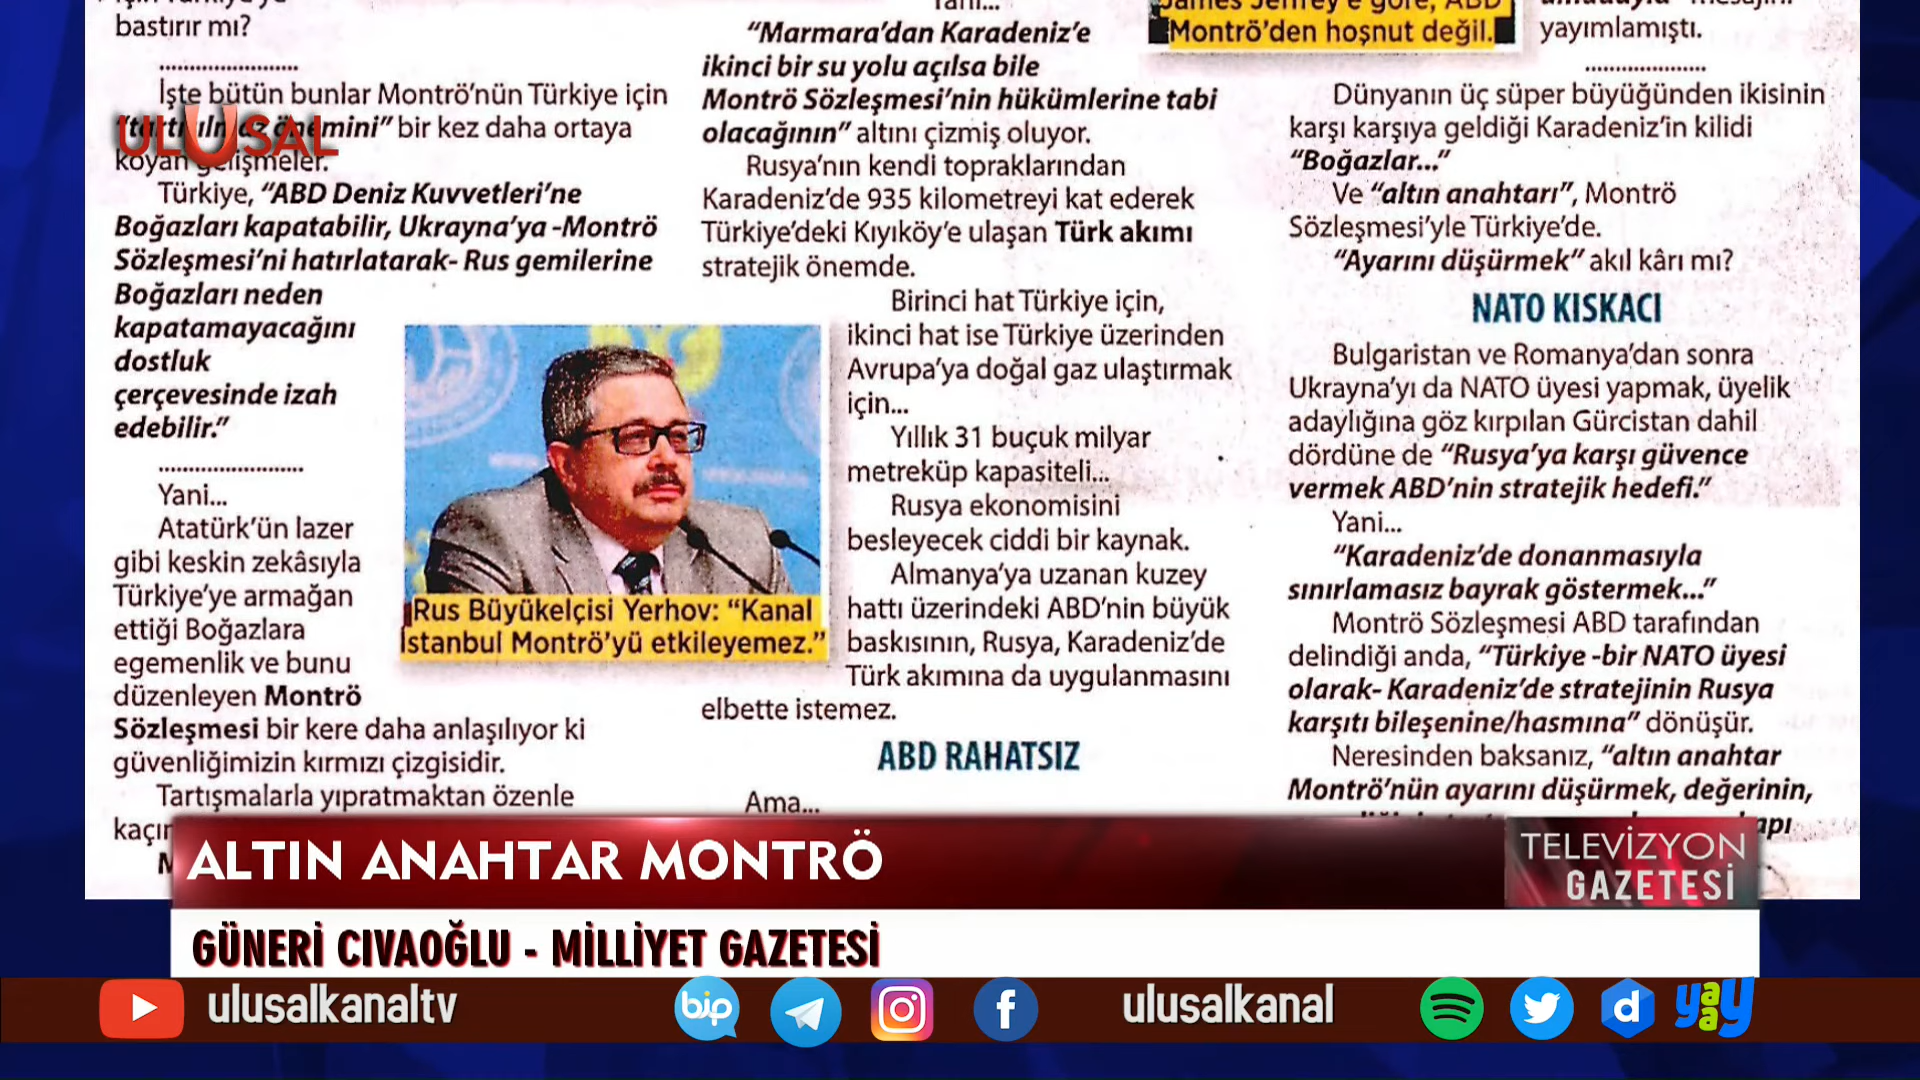 bastırır mı?
........................
İşte bütün bunlar Montrö’nün Türkiye için
önemini” bir kez daha ortaya
koyan gelişmeler.
Türkiye, “ABD Deniz Kuvvetleri’ne
Boğazları kapatabilir, Ukrayna’ya -Montrö
Sözleşmesi’ni hatırlatarak- Rus gemilerine
Boğazları neden
kapatamayacağını
dostluk
çerçevesinde izah
edebilir.”
........................
Yani...
Atatürk’ün lazer
gibi keskin zekâsıyla
Türkiye’ye armağan
ettiği Boğazlara
egemenlik ve bunu
düzenleyen Montrö
Sözleşmesi bir kere daha anlaşılıyor ki
güvenliğimizin kırmızı çizgisidir.
Tartışmalarla yıpratmaktan özenle
Rus Büyükelçisi Yerhov: “Kanal
İstanbul Montrö’yü etkileyemez.”
Yani...
“Marmara’dan Karadeniz’e
ikinci bir su yolu açılsa bile
Montrö Sözleşmesi’nin hükümlerine tabi
olacağının” altını çizmiş oluyor.
Rusya’nın kendi topraklarından
Karadeniz’de 935 kilometreyi kat ederek
Türkiye’deki Kıyıköy’e ulaşan Türk akımı
stratejik önemde.
Birinci hat Türkiye için,
ikinci hat ise Türkiye üzerinden
Avrupa’ya doğal gaz ulaştırmak
için...
Yıllık 31 buçuk milyar
metreküp kapasiteli...
Rusya ekonomisini
besleyecek ciddi bir kaynak.
Almanya’ya uzanan kuzey
hattı üzerindeki ABD’nin büyük
baskısının, Rusya, Karadeniz’de
Türk akımına da uygulanmasını
elbette istemez.
ABD RAHATSIZ
Ama...
James Jeffrey’e göre, ABD
Montrö’den hoşnut değil.
yayımlamıştı.
....................
Dünyanın üç süper büyüğünden ikisinin
karşı karşıya geldiği Karadeniz’in kilidi
“Boğazlar...”
Ve “altın anahtarı”, Montrö
Sözleşmesi’yle Türkiye’de.
“Ayarını düşürmek” akıl kârı mı?
NATO KISKACI
Bulgaristan ve Romanya’dan sonra
Ukrayna’yı da NATO üyesi yapmak, üyelik
adaylığına göz kırpılan Gürcistan dahil
dördüne de “Rusya’ya karşı güvence
vermek ABD’nin stratejik hedefi.”
Yani...
“Karadeniz’de donanmasıyla
sınırlamasız bayrak göstermek...”
Montrö Sözleşmesi ABD tarafından
delindiği anda, “Türkiye -bir NATO üyesi
olarak- Karadeniz’de stratejinin Rusya
karşıtı bileşenine/hasmına” dönüşür.
Neresinden baksanız, “altın anahtar
Montrö’nün ayarını düşürmek, değerinin,
ULUSAL
ALTIN ANAHTAR MONTRÖ
TELEVİZYON
GAZETESİ
GÜNERİ CIVAOĞLU - MİLLİYET GAZETESİ
ulusalkanaltv
bip
ulusalkanal
d
yaay